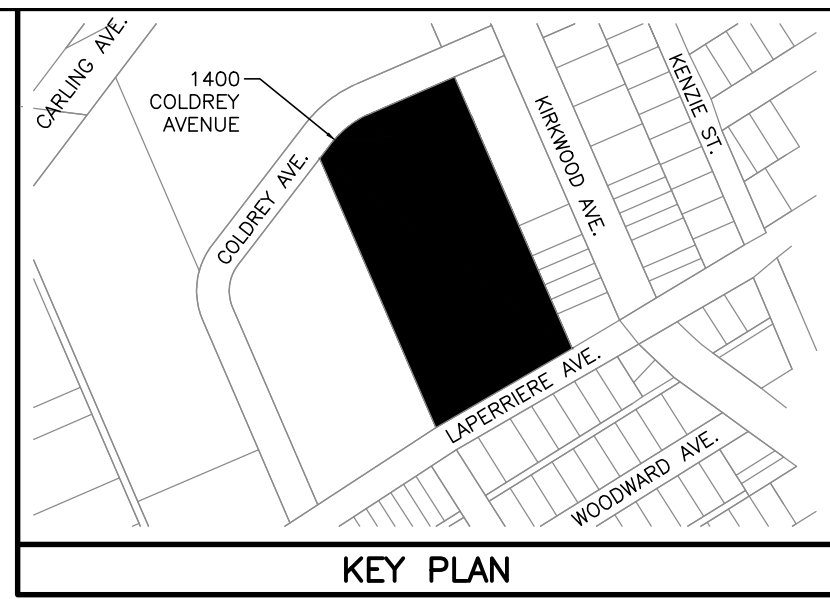 CARLING AVE.
1400
COLDREY
AVENUE
COLDREY AVE.
KIRKWOOD AVE.
KENZIE ST.
LAPERRIERE AVE.
WOODWARD AVE.
KEY PLAN